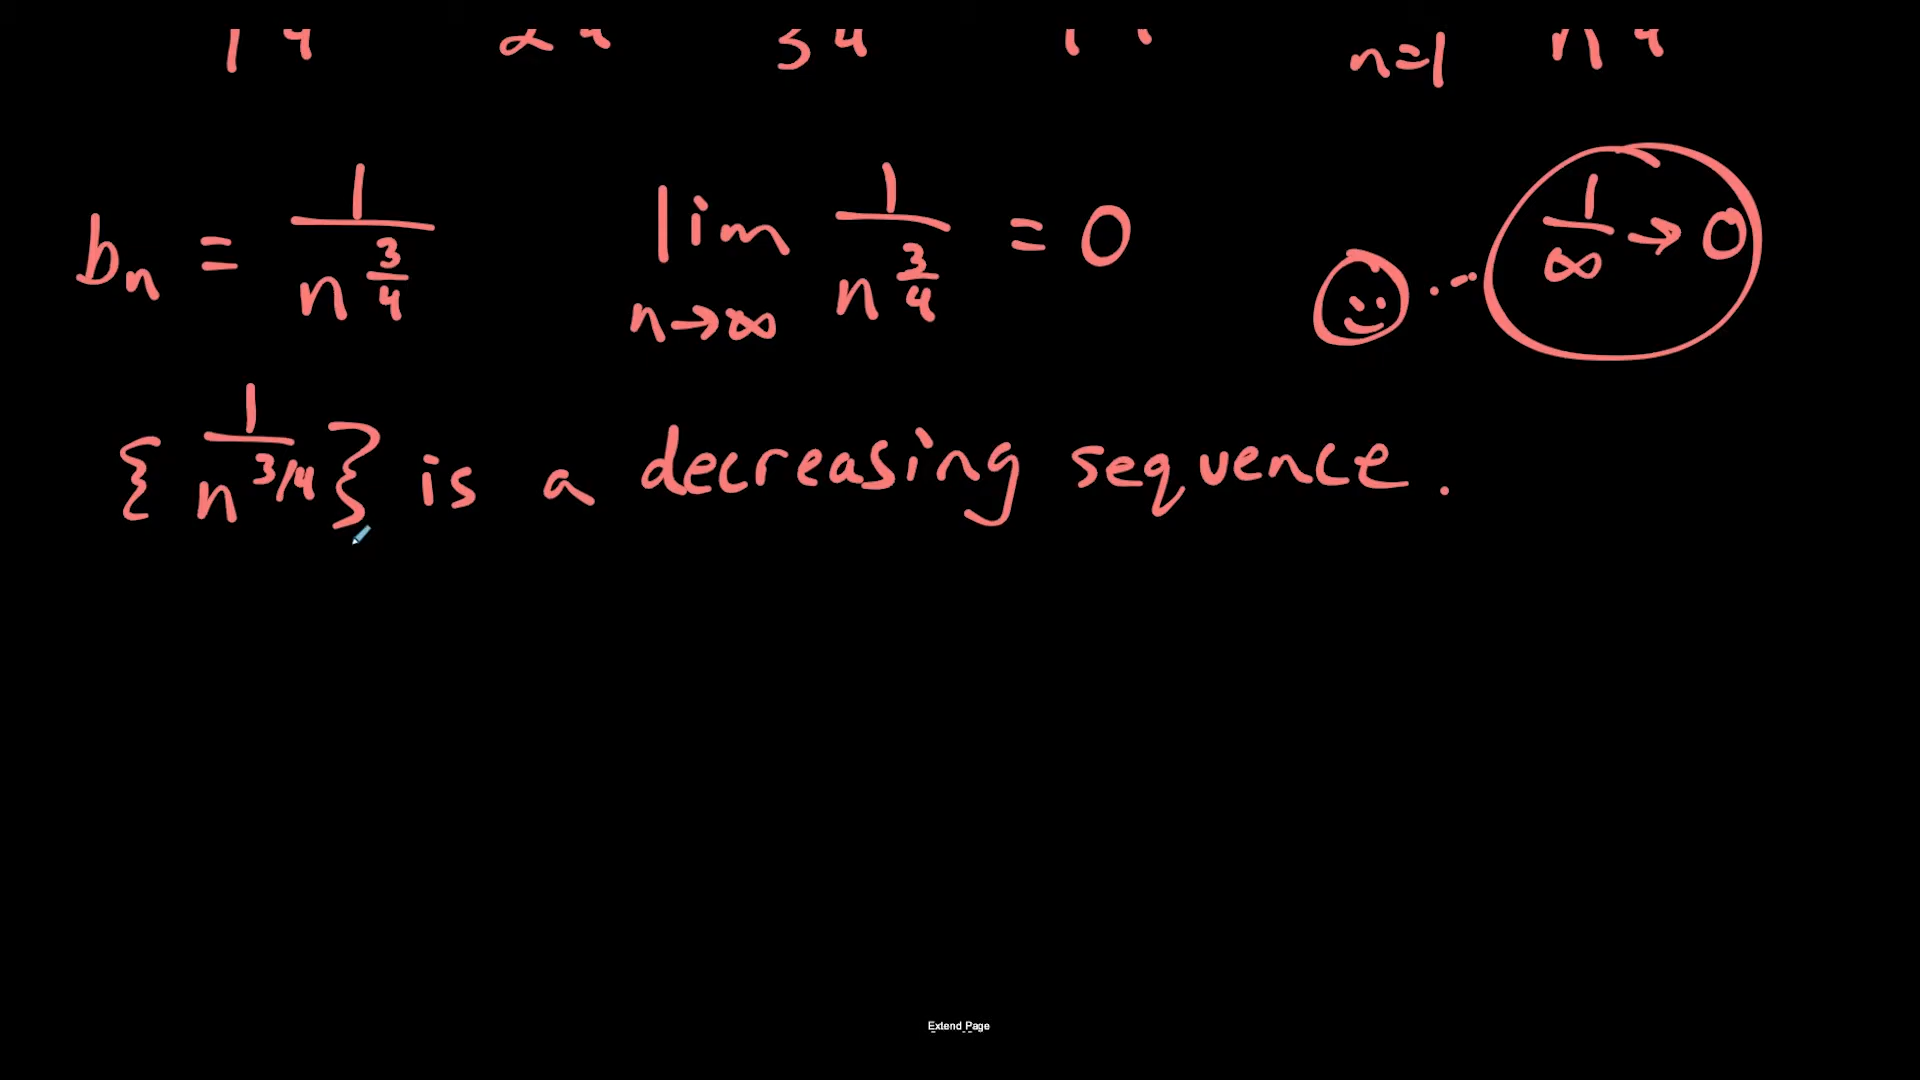 n=1
b_n = 1/n^(3/4)   lim n→∞ 1/n^(3/4) = 0   1/∞ → 0
{ 1/n^(3/4) } is a decreasing sequence.
Extend Page